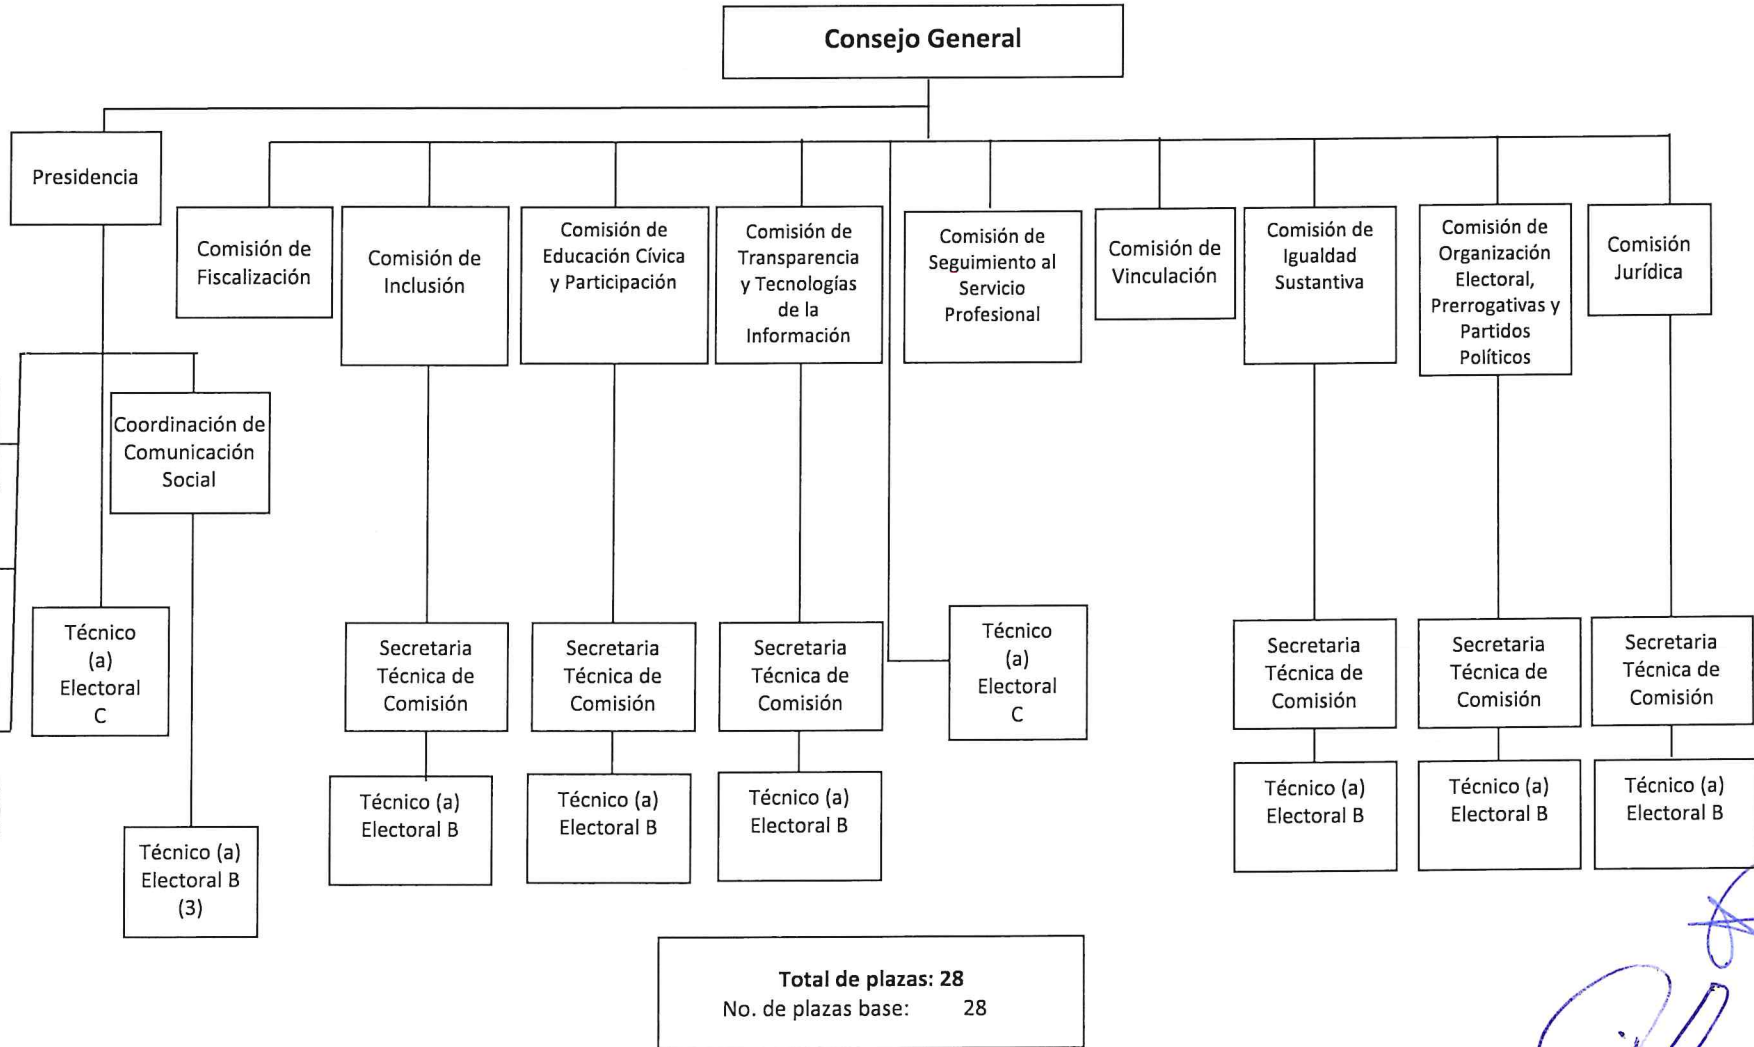 Consejo General
Presidencia
Comisión de
Fiscalización
Comisión de
Inclusión
Comisión de
Educación Cívica
y Participación
Comisión de
Transparencia
y Tecnologías
de la
Información
Comisión de
Seguimiento al
Servicio
Profesional
Comisión de
Vinculación
Comisión de
Igualdad
Sustantiva
Comisión de
Organización
Electoral,
Prerrogativas y
Partidos
Políticos
Comisión
Jurídica
Coordinación de
Comunicación
Social
Técnico
(a)
Electoral
C
Secretaria
Técnica de
Comisión
Secretaria
Técnica de
Comisión
Secretaria
Técnica de
Comisión
Técnico
(a)
Electoral
C
Secretaria
Técnica de
Comisión
Secretaria
Técnica de
Comisión
Secretaria
Técnica de
Comisión
Técnico (a)
Electoral B
(3)
Técnico (a)
Electoral B
Técnico (a)
Electoral B
Técnico (a)
Electoral B
Técnico (a)
Electoral B
Técnico (a)
Electoral B
Técnico (a)
Electoral B
Total de plazas: 28
No. de plazas base: 28